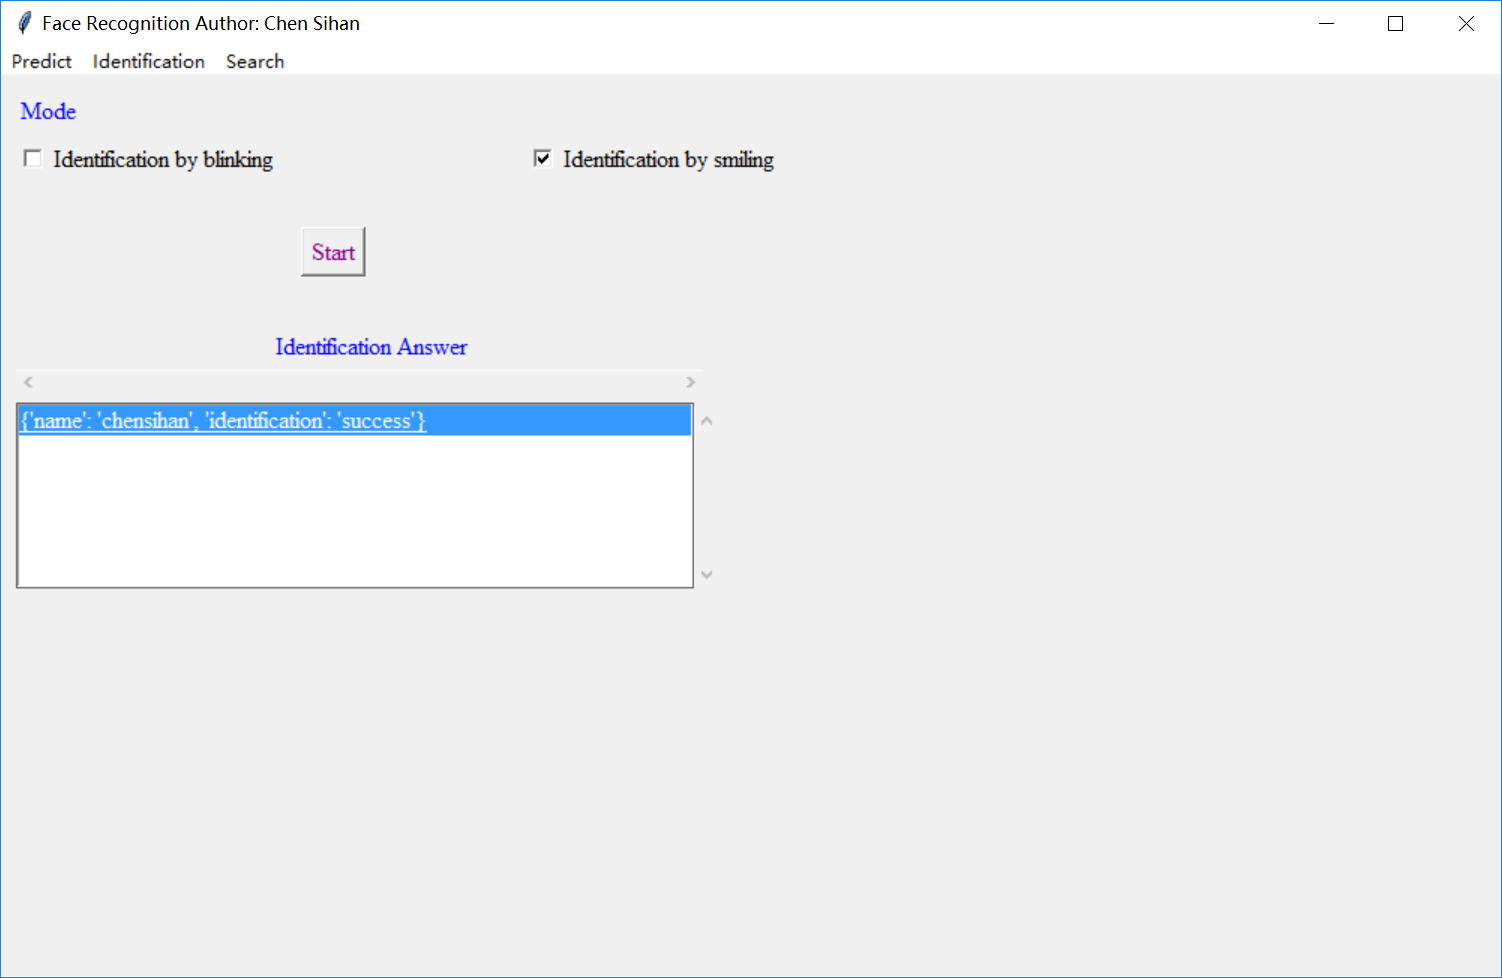 Face Recognition Author: Chen Sihan
Predict Identification Search
Mode
Identification by blinking Identification by smiling
Start
Identification Answer
{'name': 'chensihan', 'identification': 'success'}